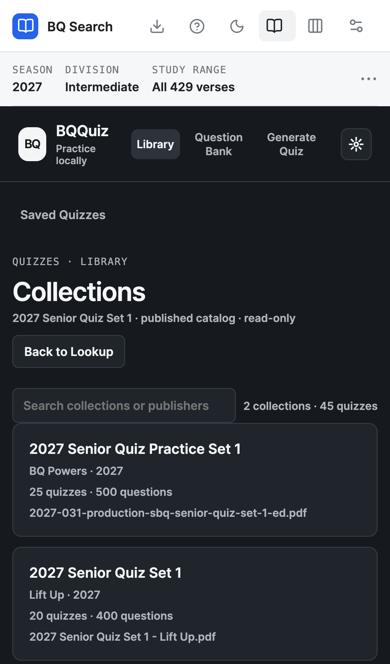 BQ Search
SEASON DIVISION STUDY RANGE
2027 Intermediate All 429 verses
BQ
BQQuiz
Practice
locally
Library
Question
Bank
Generate
Quiz
Saved Quizzes
QUIZZES · LIBRARY
Collections
2027 Senior Quiz Set 1 · published catalog · read-only
Back to Lookup
Search collections or publishers
2 collections · 45 quizzes
2027 Senior Quiz Practice Set 1
BQ Powers · 2027
25 quizzes · 500 questions
2027-031-production-sbq-senior-quiz-set-1-ed.pdf
2027 Senior Quiz Set 1
Lift Up · 2027
20 quizzes · 400 questions
2027 Senior Quiz Set 1 - Lift Up.pdf